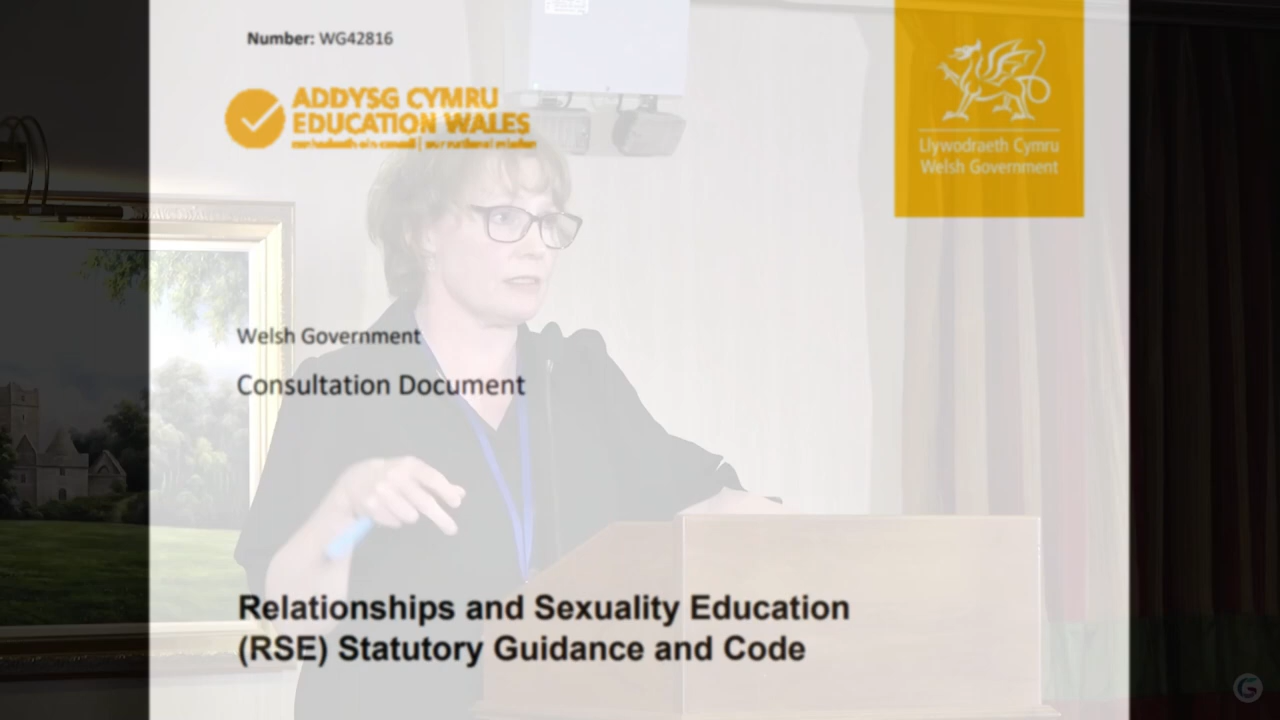 Number: WG42816
ADDYSG CYMRU
EDUCATION WALES
Llywodraeth Cymru
Welsh Government
Welsh Government
Consultation Document
Relationships and Sexuality Education
(RSE) Statutory Guidance and Code